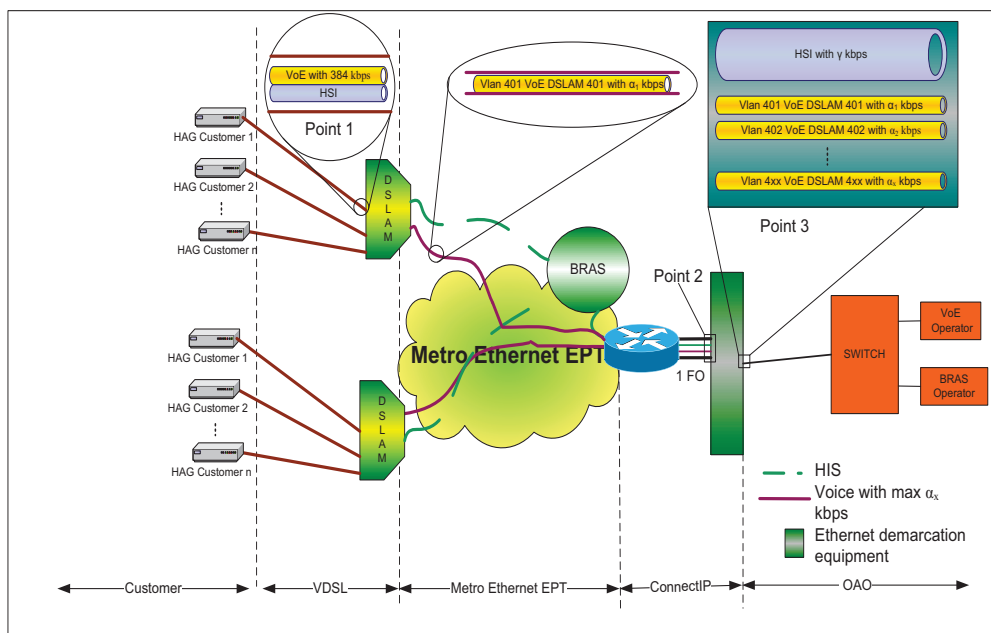 VoE with 384 kbps
HSI
Point 1
Vlan 401 VoE DSLAM 401 with α₁ kbps
HSI with γ kbps
Vlan 401 VoE DSLAM 401 with α₁ kbps
Vlan 402 VoE DSLAM 402 with α₂ kbps
Vlan 4xx VoE DSLAM 4xx with αₓ kbps
Point 3
HAG Customer 1
HAG Customer 2
HAG Customer n
DSLAM
BRAS
Metro Ethernet EPT
Point 2
1 FO
SWITCH
VoE
Operator
BRAS
Operator
HAG Customer 1
HAG Customer 2
HAG Customer n
DSLAM
HIS
Voice with max αₓ
kbps
Ethernet demarcation
equipment
Customer
VDSL
Metro Ethernet EPT
ConnectIP
OAO